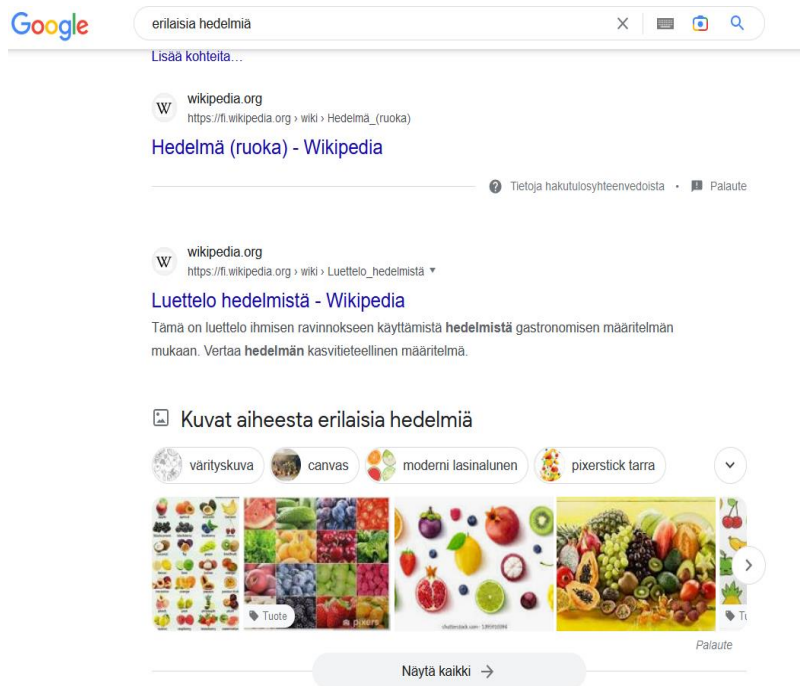 Google
erilaisia hedelmiä
Lisää kohteita…
W
wikipedia.org
https://fi.wikipedia.org › wiki › Hedelmä_(ruoka)
Hedelmä (ruoka) - Wikipedia
Tietoja hakutulosyhteenvedoista • Palaute
W
wikipedia.org
https://fi.wikipedia.org › wiki › Luettelo_hedelmistä
Luettelo hedelmistä - Wikipedia
Tämä on luettelo ihmisen ravinnokseen käyttämistä hedelmistä gastronomisen määritelmän
mukaan. Vertaa hedelmän kasvitieteellinen määritelmä.
Kuvat aiheesta erilaisia hedelmiä
värityskuva
canvas
moderni lasinalunen
pixerstick tarra
Tuote
pixers
Tu
Palaute
Näytä kaikki